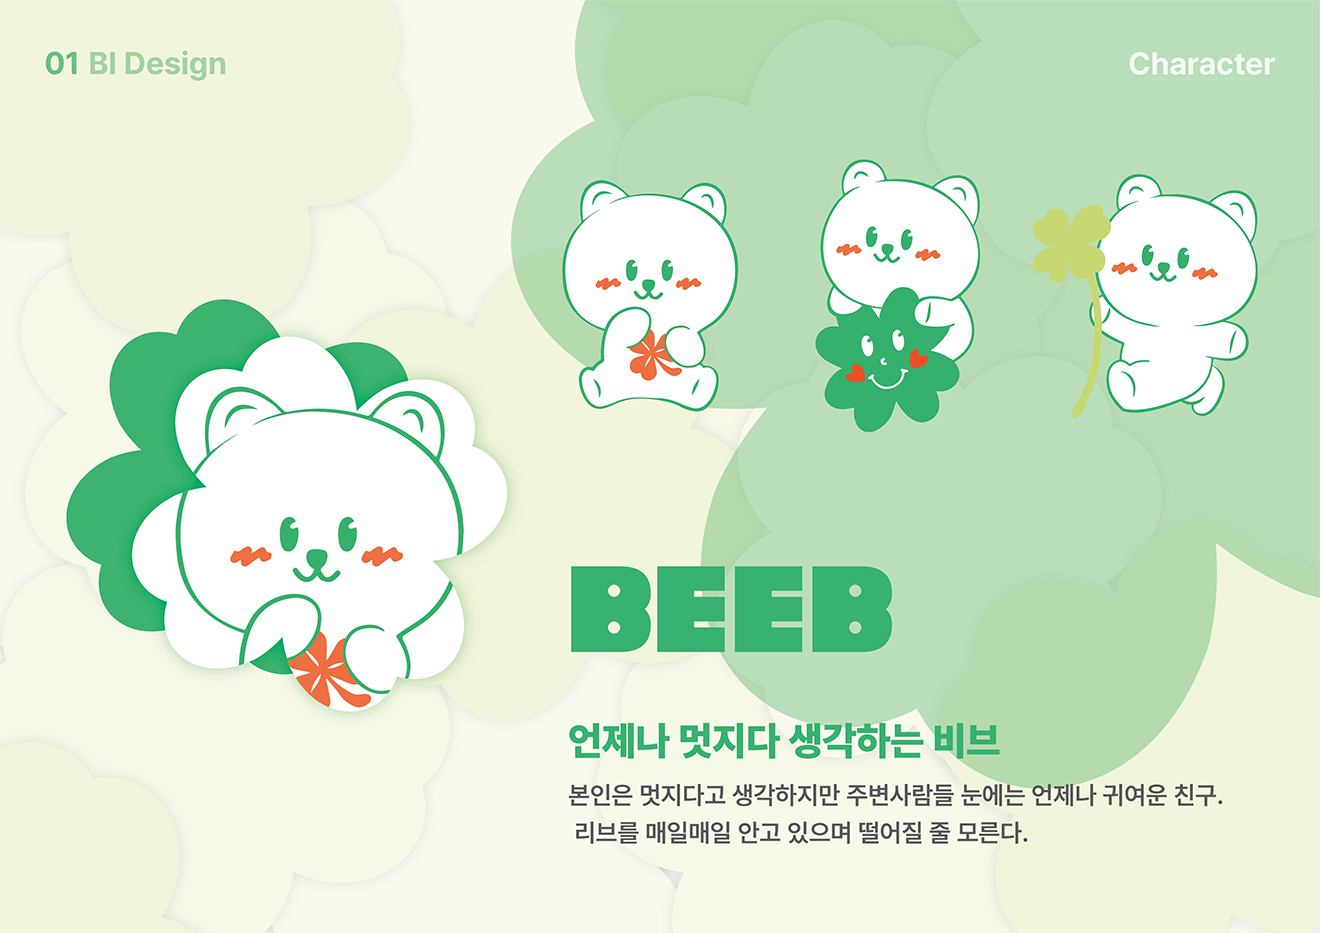 01 BI Design
Character
BEEB
언제나 멋지다 생각하는 비브
본인은 멋지다고 생각하지만 주변사람들 눈에는 언제나 귀여운 친구.
리브를 매일매일 안고 있으며 떨어질 줄 모른다.